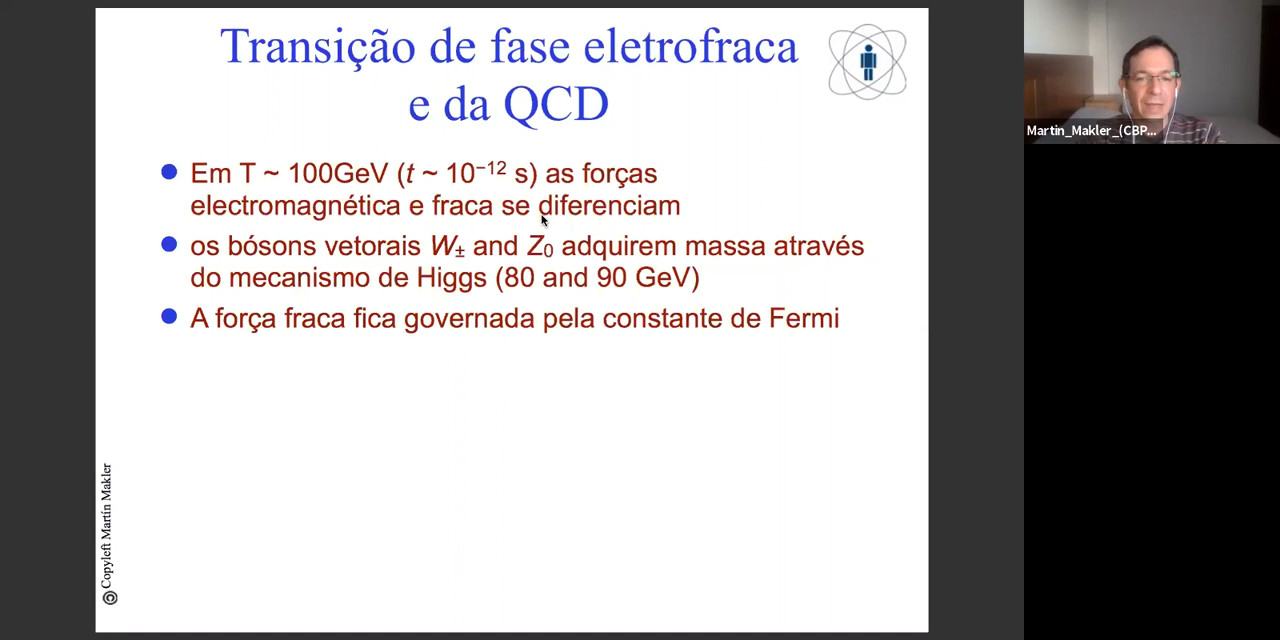 Transição de fase eletrofraca
e da QCD
Em T ~ 100GeV (t ~ 10⁻¹² s) as forças
electromagnética e fraca se diferenciam
os bósons vetorais W± and Z₀ adquirem massa através
do mecanismo de Higgs (80 and 90 GeV)
A força fraca fica governada pela constante de Fermi
© Copyleft Martín Makler
Martin_Makler_(CBP...